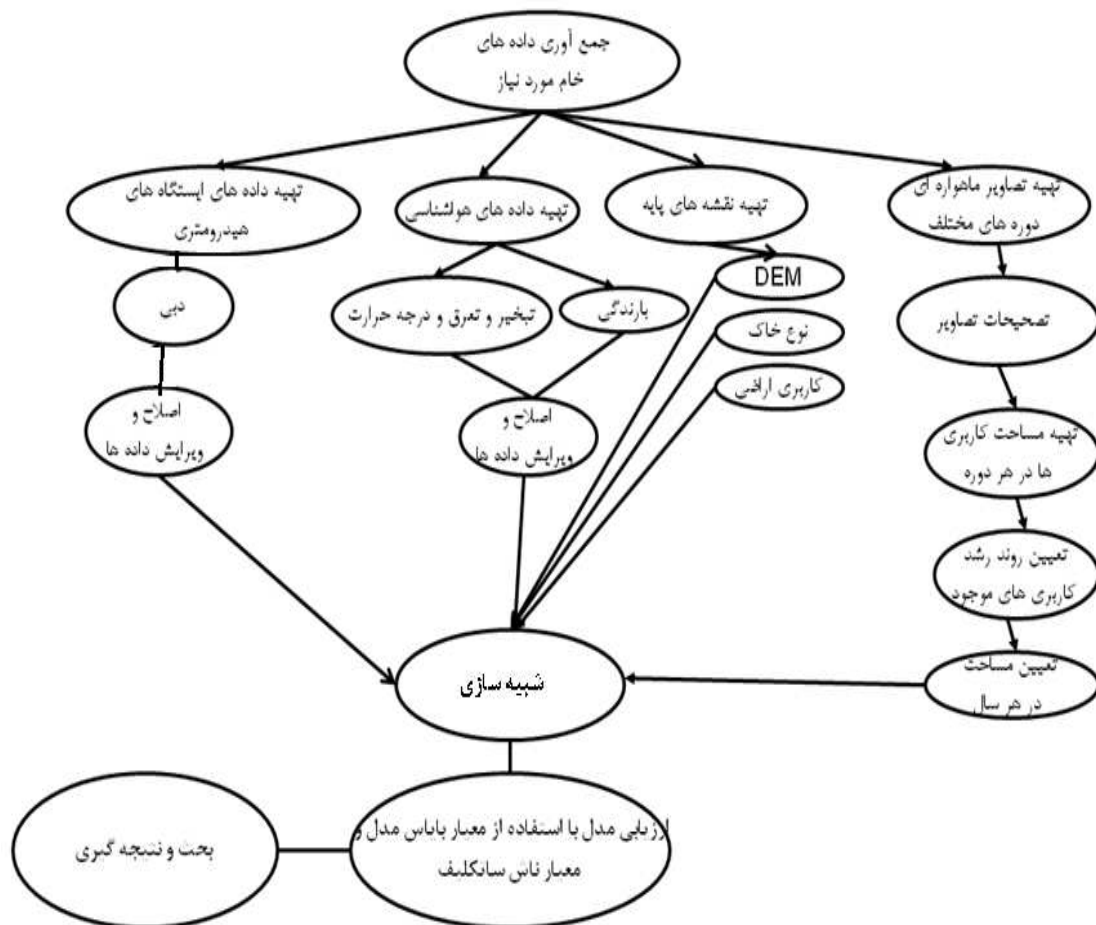 جمع آوری داده های
خام مورد نیاز
تهیه تصاویر ماهواره ای
دوره های مختلف
تهیه نقشه های پایه
تهیه داده های هواشناسی
تهیه داده های ایستگاه های
هیدرومتری
DEM
نوع خاک
کاربری اراضی
بارندگی
تبخیر و تعرق و درجه حرارت
دبی
تصحیحات تصاویر
اصلاح و
ویرایش داده ها
اصلاح و
ویرایش داده ها
تهیه مساحت کاربری
ها در هر دوره
تعیین روند رشد
کاربری های موجود
تعیین مساحت
در هر سال
شبیه سازی
ارزیابی مدل با استفاده از معیار بایاس مدل و
معیار ناش ساتکلیف
بحث و نتیجه گیری